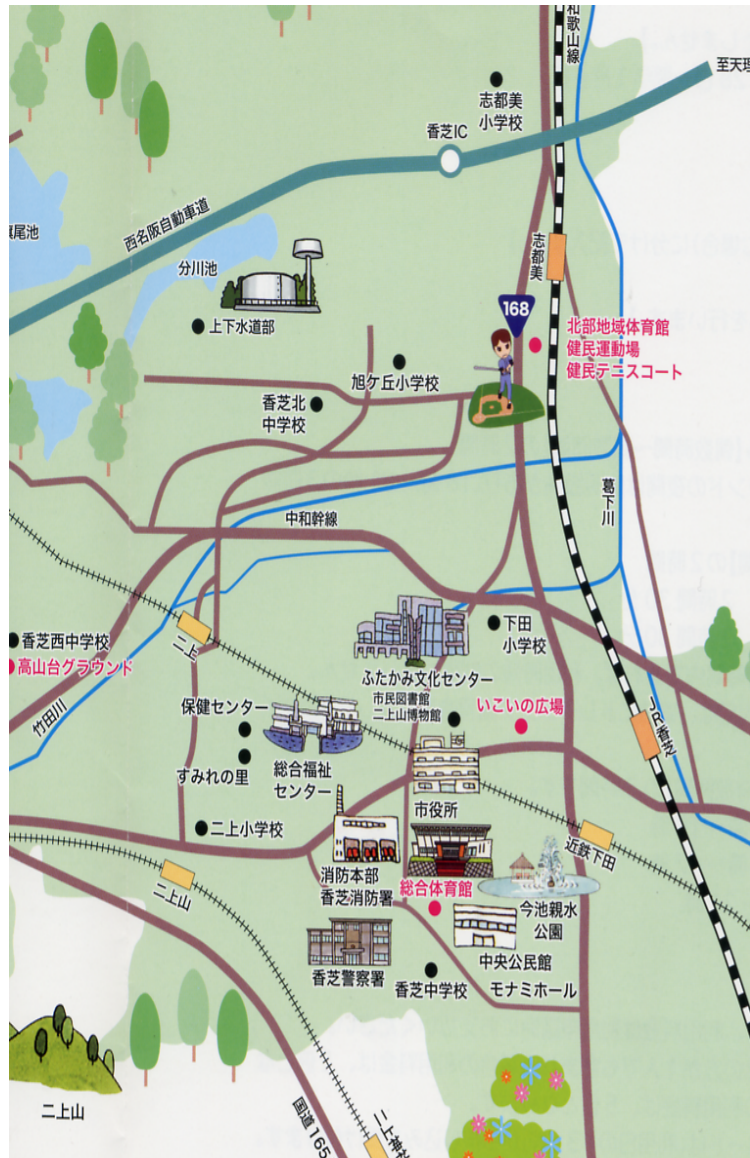 和歌山線
至天理
志都美
小学校
香芝IC
西名阪自動車道
旗尾池
分川池
志都美
上下水道部
168
北部地域体育館
健民運動場
健民テニスコート
旭ケ丘小学校
香芝北
中学校
葛下川
中和幹線
二上
下田
小学校
香芝西中学校
高山台グラウンド
ふたかみ文化センター
市民図書館
二上山博物館
竹田川
保健センター
いこいの広場
JR香芝
すみれの里
総合福祉
センター
市役所
二上小学校
近鉄下田
消防本部
香芝消防署
二上山
総合体育館
今池親水
公園
中央公民館
香芝警察署
香芝中学校
モナミホール
二上山
国道165
二上神社